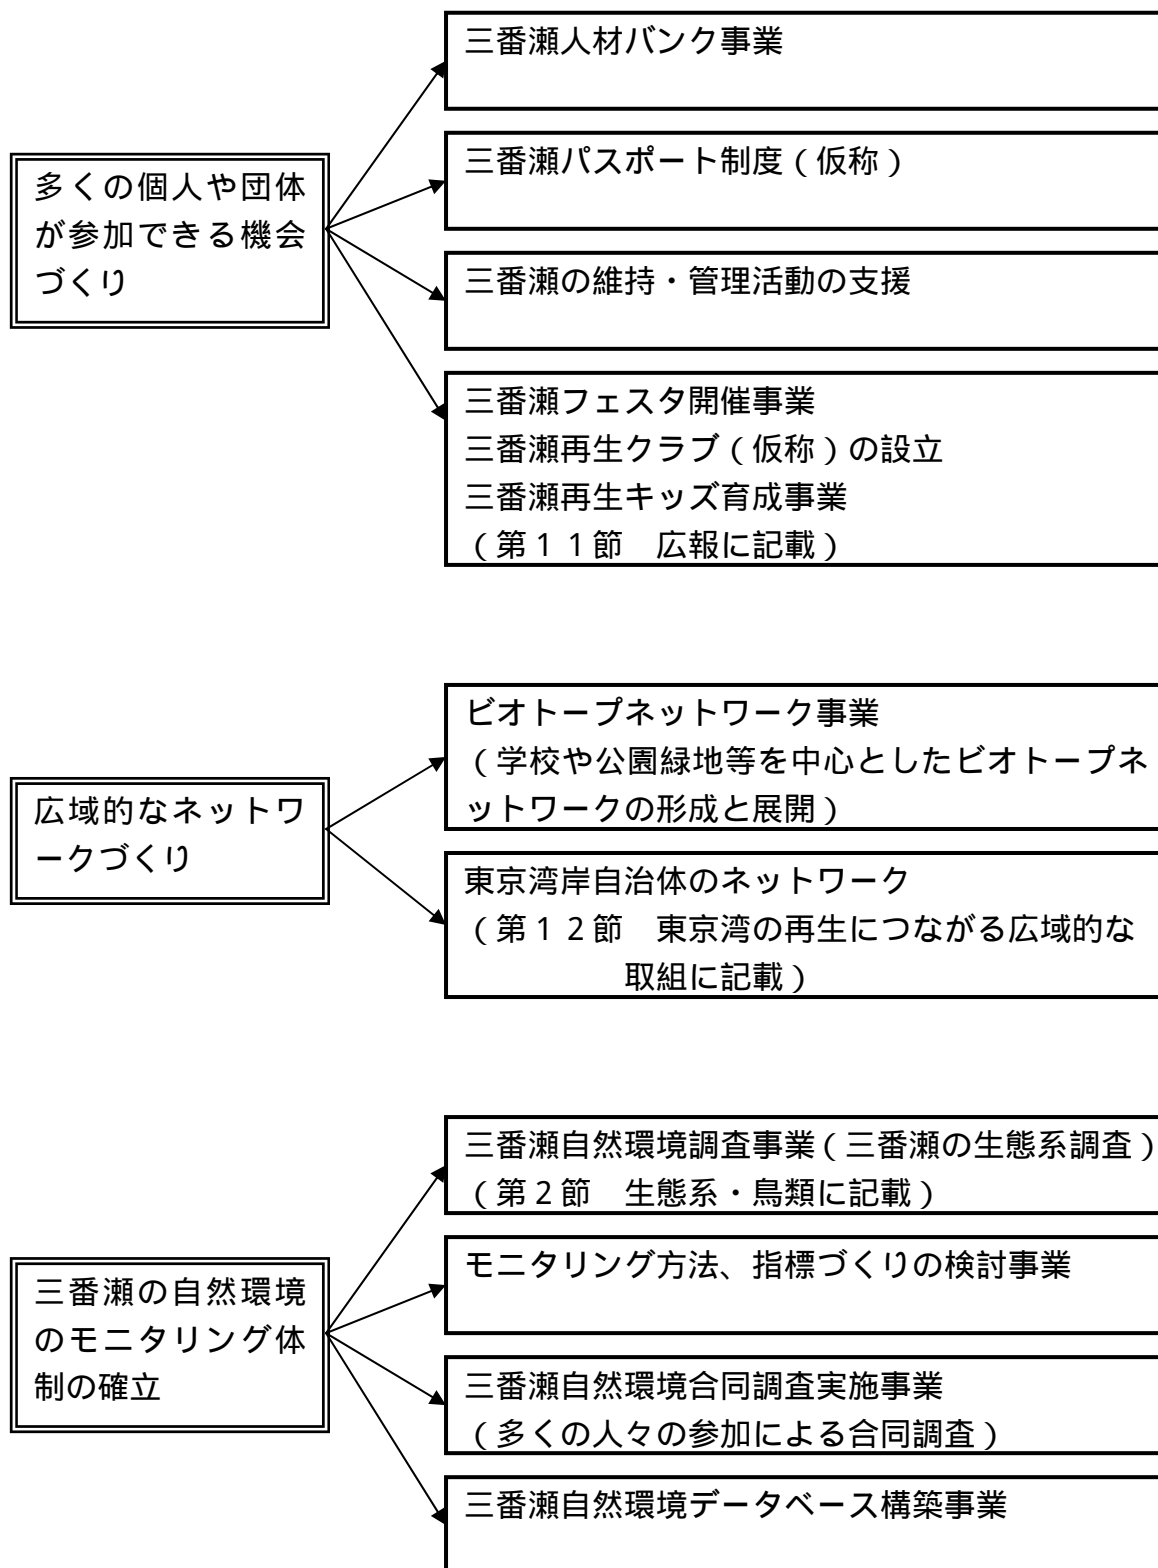 多くの個人や団体
が参加できる機会
づくり
三番瀬人材バンク事業
三番瀬パスポート制度(仮称)
三番瀬の維持・管理活動の支援
三番瀬フェスタ開催事業
三番瀬再生クラブ(仮称)の設立
三番瀬再生キッズ育成事業
(第11節 広報に記載)
広域的なネットワ
ークづくり
ビオトープネットワーク事業
(学校や公園緑地等を中心としたビオトープネ
ットワークの形成と展開)
東京湾岸自治体のネットワーク
(第12節 東京湾の再生につながる広域的な
取組に記載)
三番瀬の自然環境
のモニタリング体
制の確立
三番瀬自然環境調査事業(三番瀬の生態系調査)
(第2節 生態系・鳥類に記載)
モニタリング方法、指標づくりの検討事業
三番瀬自然環境合同調査実施事業
(多くの人々の参加による合同調査)
三番瀬自然環境データベース構築事業